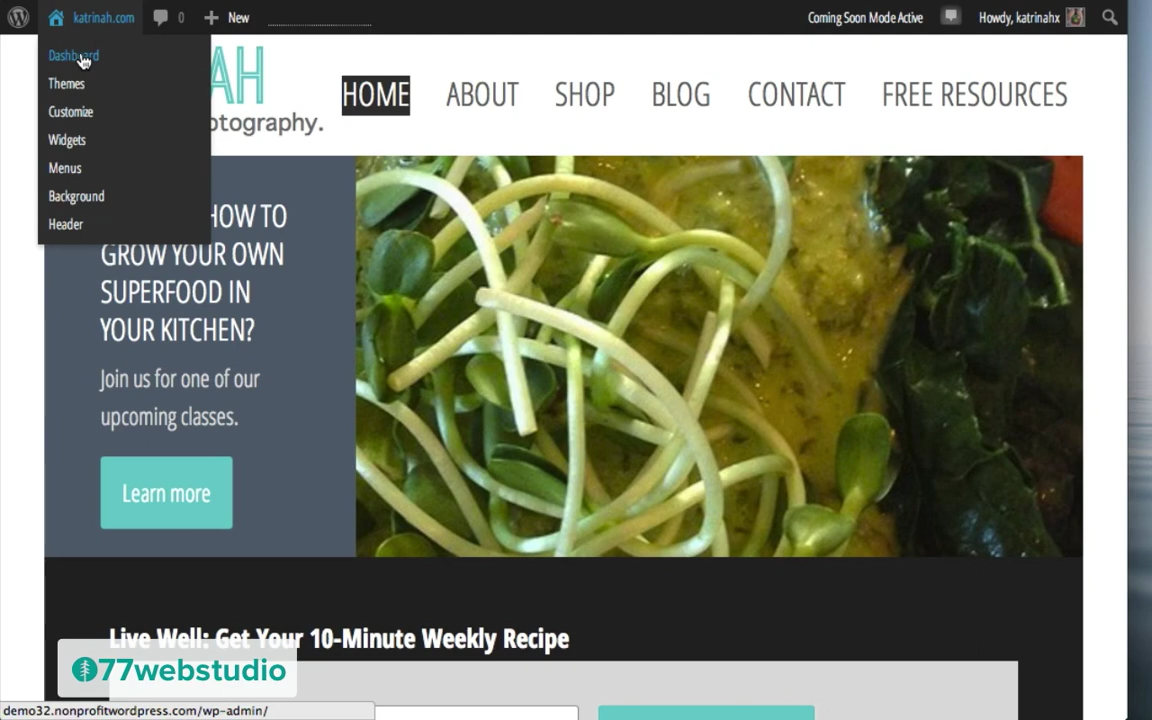 katrinah.com 0 New Coming Soon Mode Active Howdy, katrinahx
Dashboard
Themes
Customize
Widgets
Menus
Background
Header
AH
otography.
HOME ABOUT SHOP BLOG CONTACT FREE RESOURCES
HOW TO
GROW YOUR OWN
SUPERFOOD IN
YOUR KITCHEN?
Join us for one of our
upcoming classes.
Learn more
Live Well: Get Your 10-Minute Weekly Recipe
77webstudio
demo32.nonprofitwordpress.com/wp-admin/